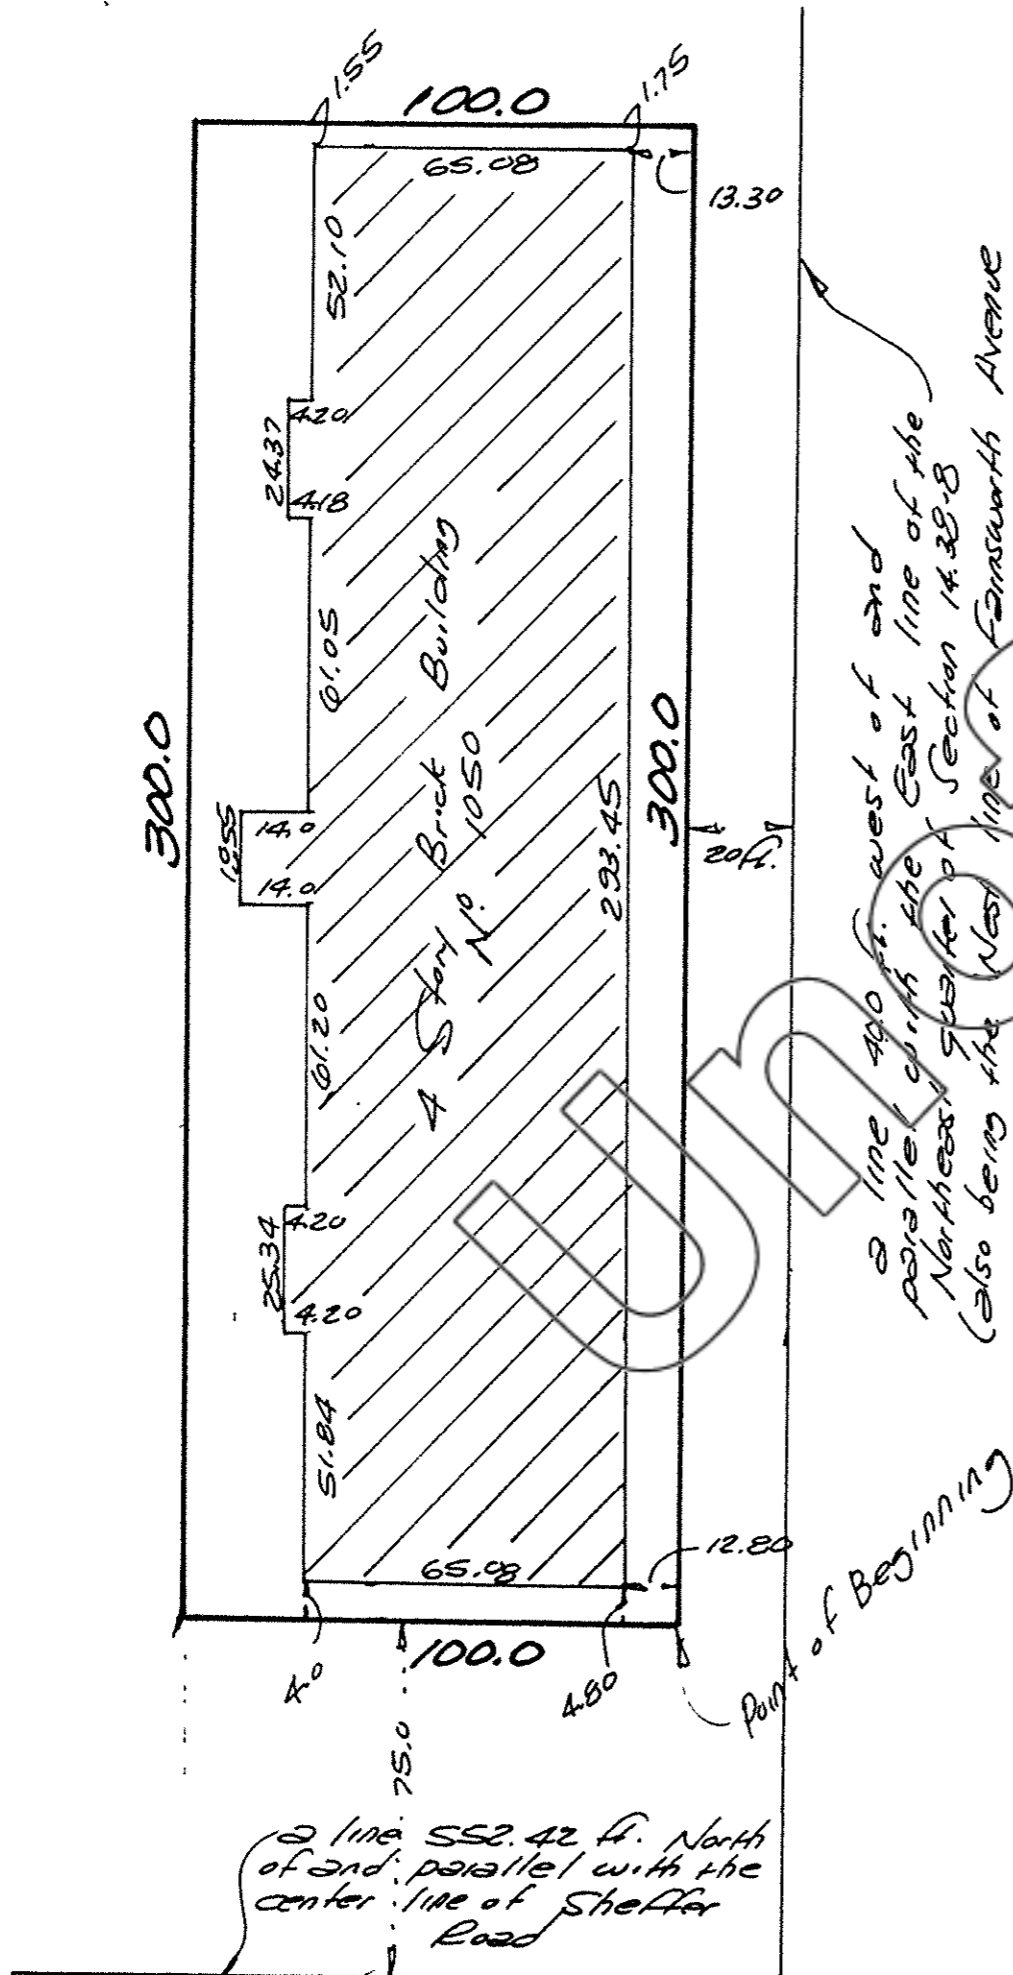 1.55
100.0
1.75
65.08
13.30
52.10
4.20
24.37
4.18
61.05
4 Story Brick Building
Nº 1050
300.0
14.0
14.0
293.45
300.0
20ft.
61.20
4.20
25.34
4.20
51.84
65.08
12.80
4.0
100.0
4.80
75.0
Point of Beginning
a line 40.0 ft. west of and
parallel with the East line of the
Northeast quarter of Section 14.38-8
(also being the West line of Farnsworth Avenue
a line 552.42 ft. North
of and parallel with the
center line of Sheffer
Road